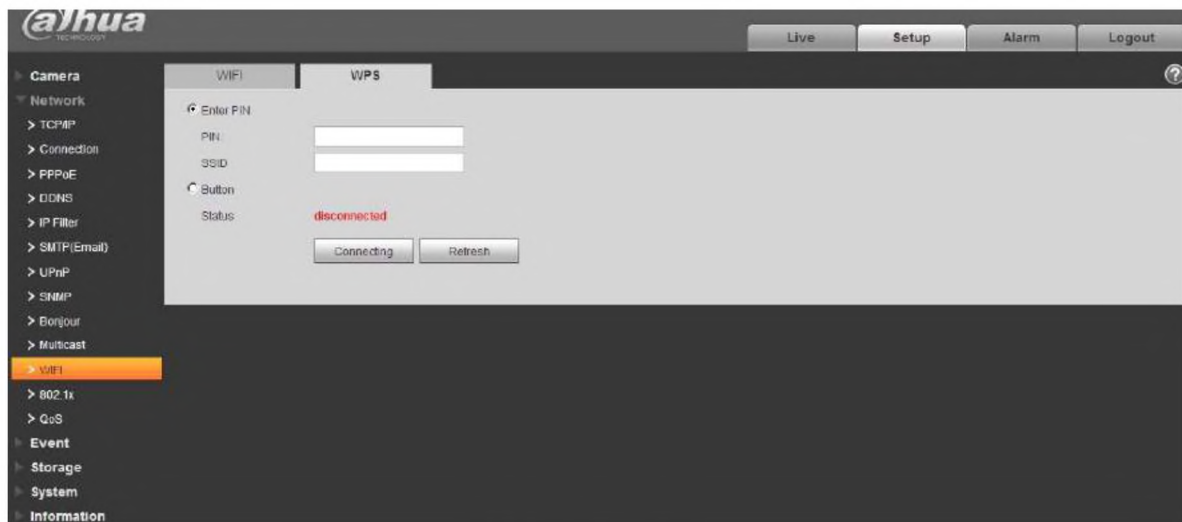 alhua
TECHNOLOGY
Live
Setup
Alarm
Logout
Camera
Network
> TCP/IP
> Connection
> PPPoE
> DDNS
> IP Filter
> SMTP(Email)
> UPnP
> SNMP
> Bonjour
> Multicast
> WIFI
> 802.1x
> QoS
Event
Storage
System
Information
WIFI
WPS
?
Enter PIN
PIN
SSID
Button
Status
disconnected
Connecting
Refresh